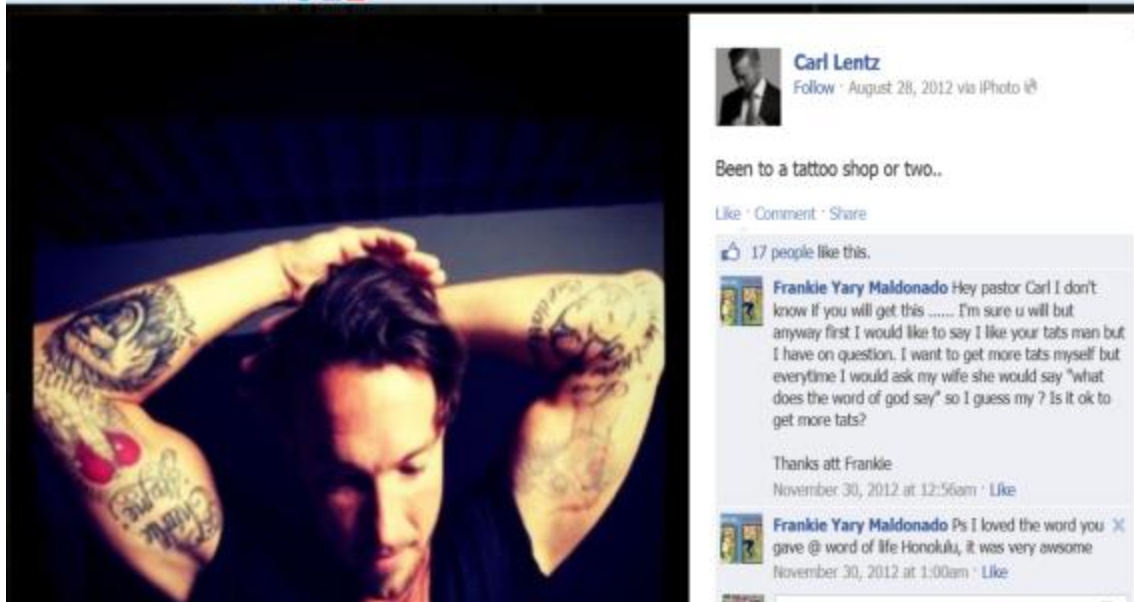 Carl Lentz
Follow · August 28, 2012 via iPhoto
Been to a tattoo shop or two..
Like · Comment · Share
17 people like this.
Frankie Yary Maldonado Hey pastor Carl I don't
know if you will get this ...... I'm sure u will but
anyway first I would like to say I like your tats man but
I have on question. I want to get more tats myself but
everytime I would ask my wife she would say "what
does the word of god say" so I guess my ? Is it ok to
get more tats?
Thanks att Frankie
November 30, 2012 at 12:56am · Like
Frankie Yary Maldonado Ps I loved the word you
gave @ word of life Honolulu, it was very awsome
November 30, 2012 at 1:00am · Like